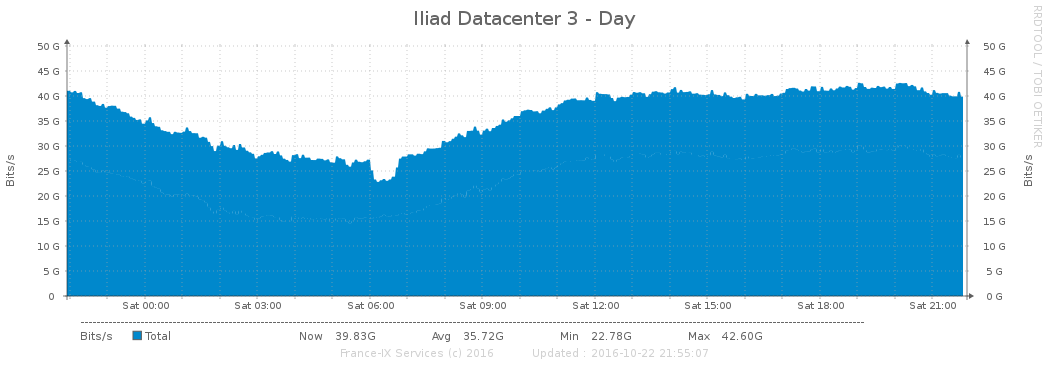 Iliad Datacenter 3 - Day
RRDTOOL / TOBI OETIKER
Bits/s
50 G 50 G
45 G 45 G
40 G 40 G
35 G 35 G
30 G 30 G
25 G 25 G
20 G 20 G
15 G 15 G
10 G 10 G
5 G 5 G
0 0 G
Bits/s
Sat 00:00 Sat 03:00 Sat 06:00 Sat 09:00 Sat 12:00 Sat 15:00 Sat 18:00 Sat 21:00
Bits/s Total Now 39.83G Avg 35.72G Min 22.78G Max 42.60G
France-IX Services (c) 2016 Updated : 2016-10-22 21:55:07